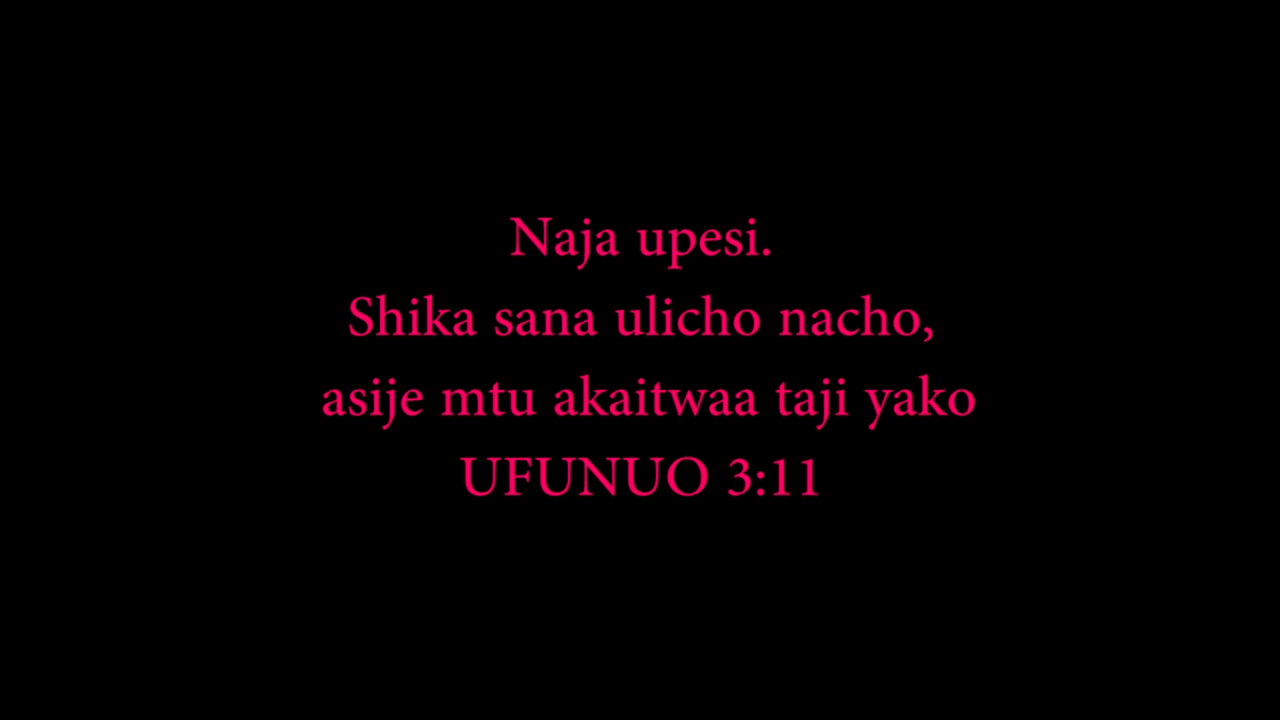 Naja upesi.
Shika sana ulicho nacho,
asije mtu akaitwaa taji yako
UFUNUO 3:11